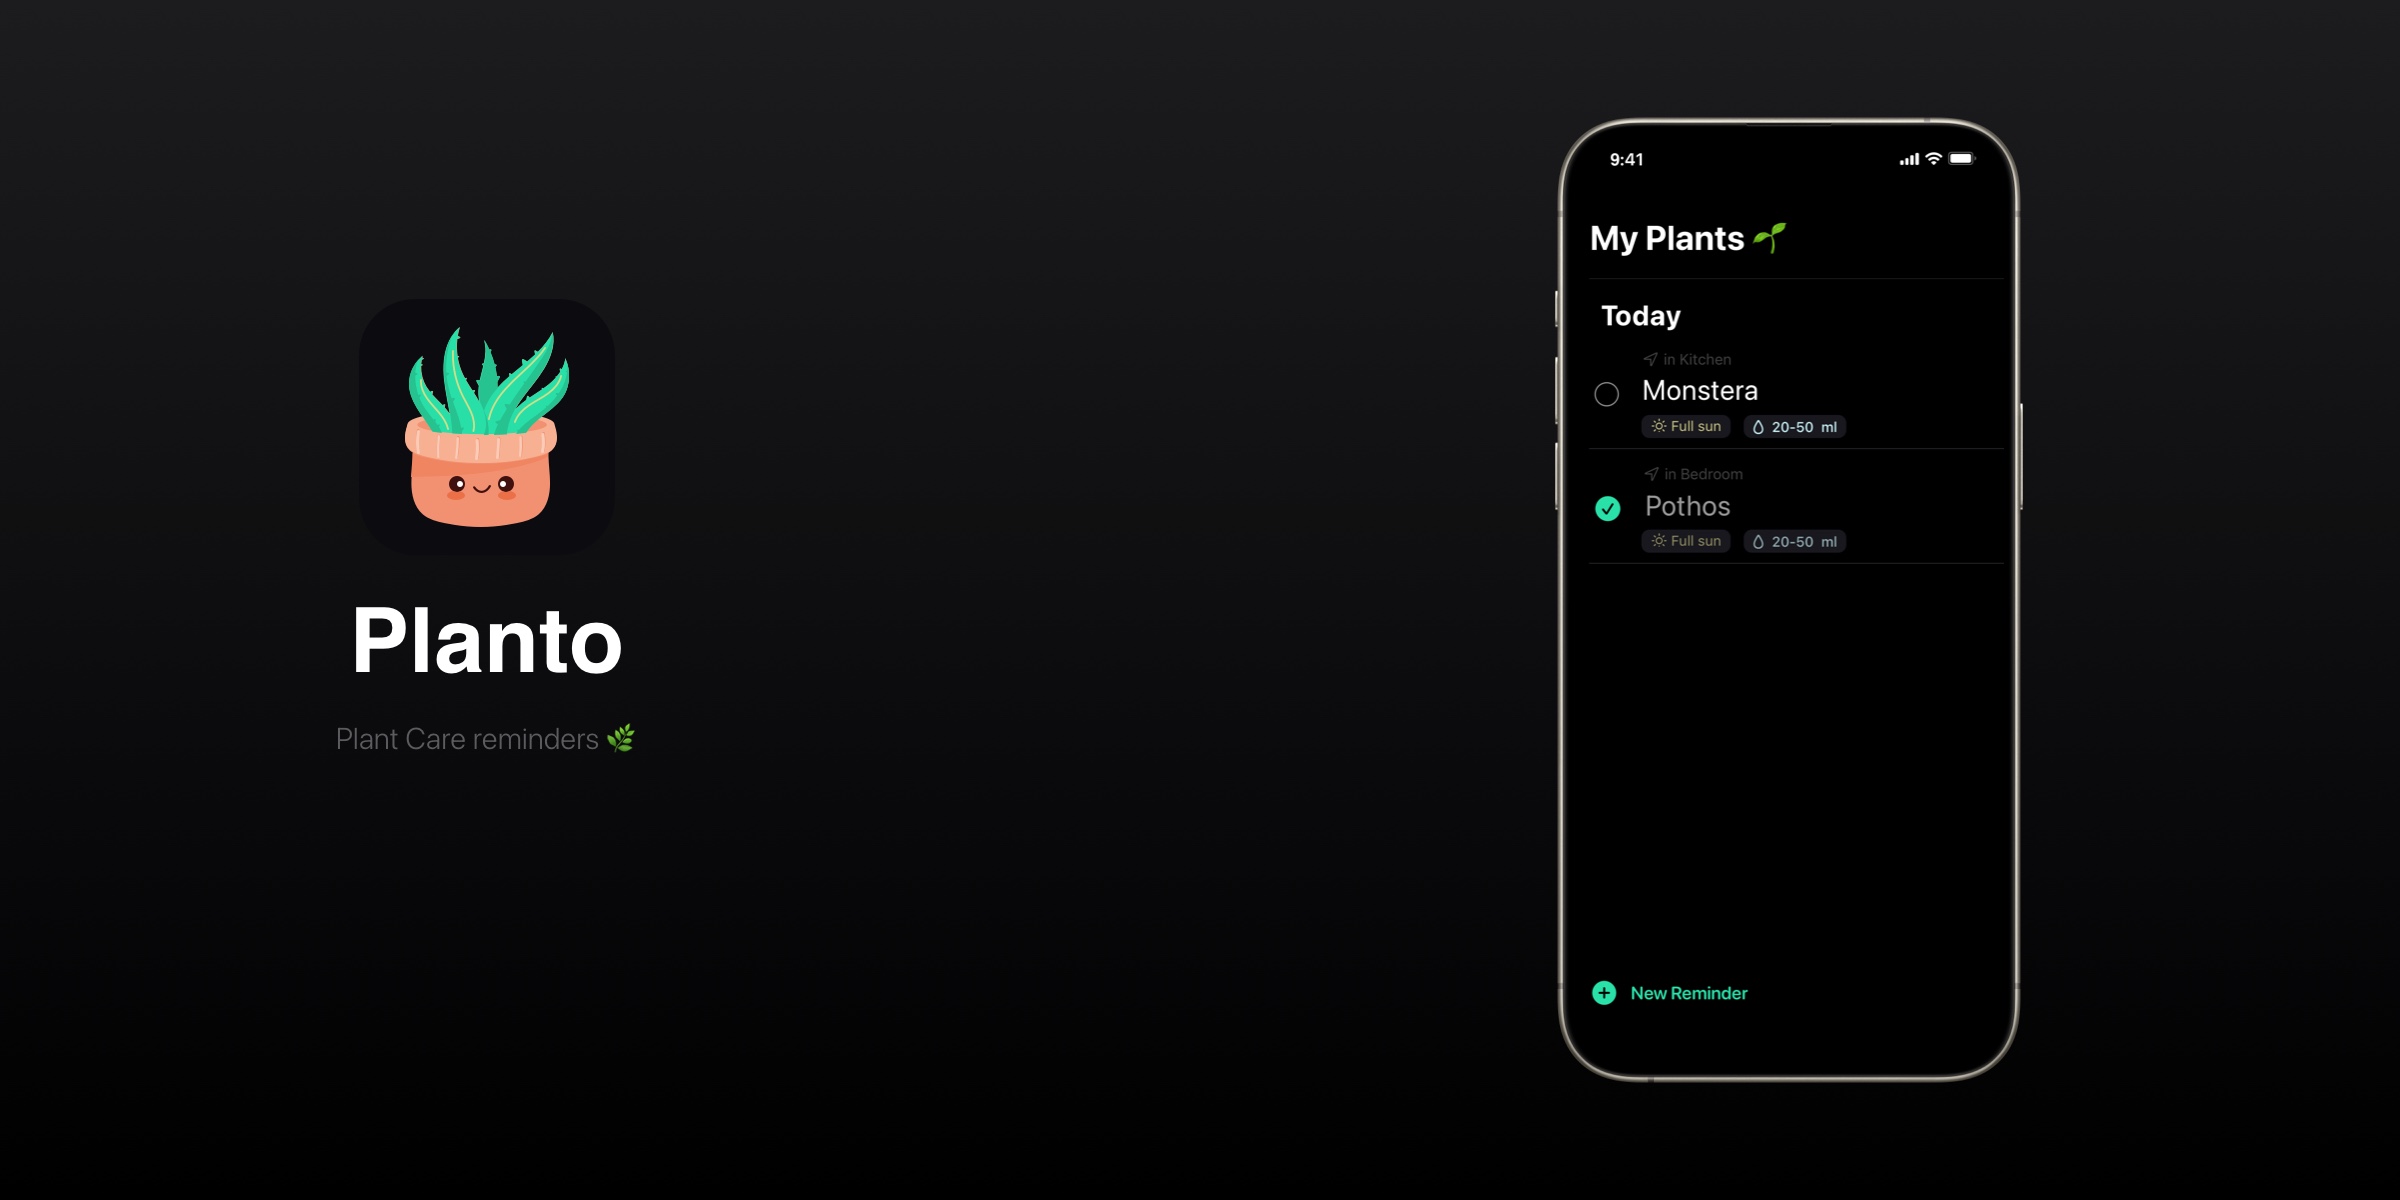 Planto
Plant Care reminders 🌿
9:41
My Plants 🌱
Today
in Kitchen
Monstera
Full sun 20-50 ml
in Bedroom
Pothos
Full sun 20-50 ml
New Reminder